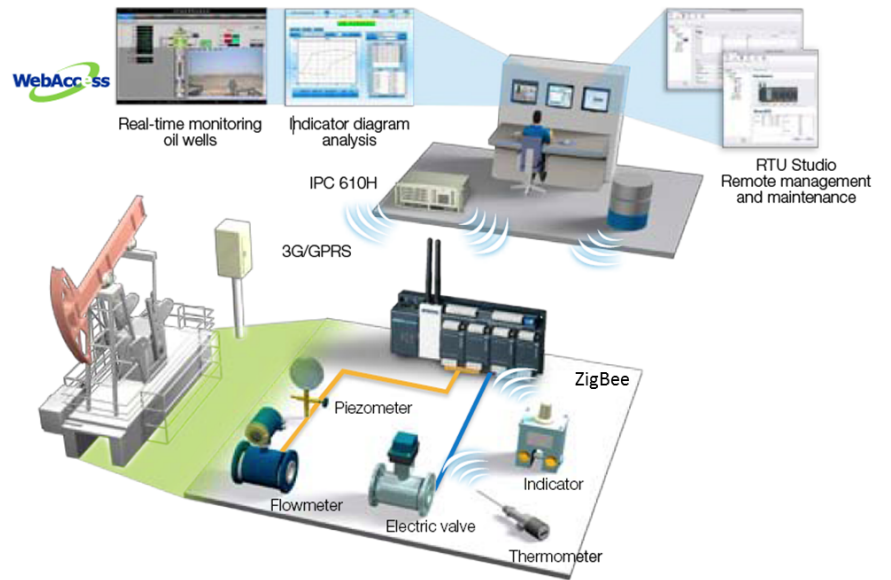 WebAccess
Real-time monitoring
oil wells
Indicator diagram
analysis
RTU Studio
Remote management
and maintenance
IPC 610H
3G/GPRS
ZigBee
Piezometer
Flowmeter
Electric valve
Indicator
Thermometer